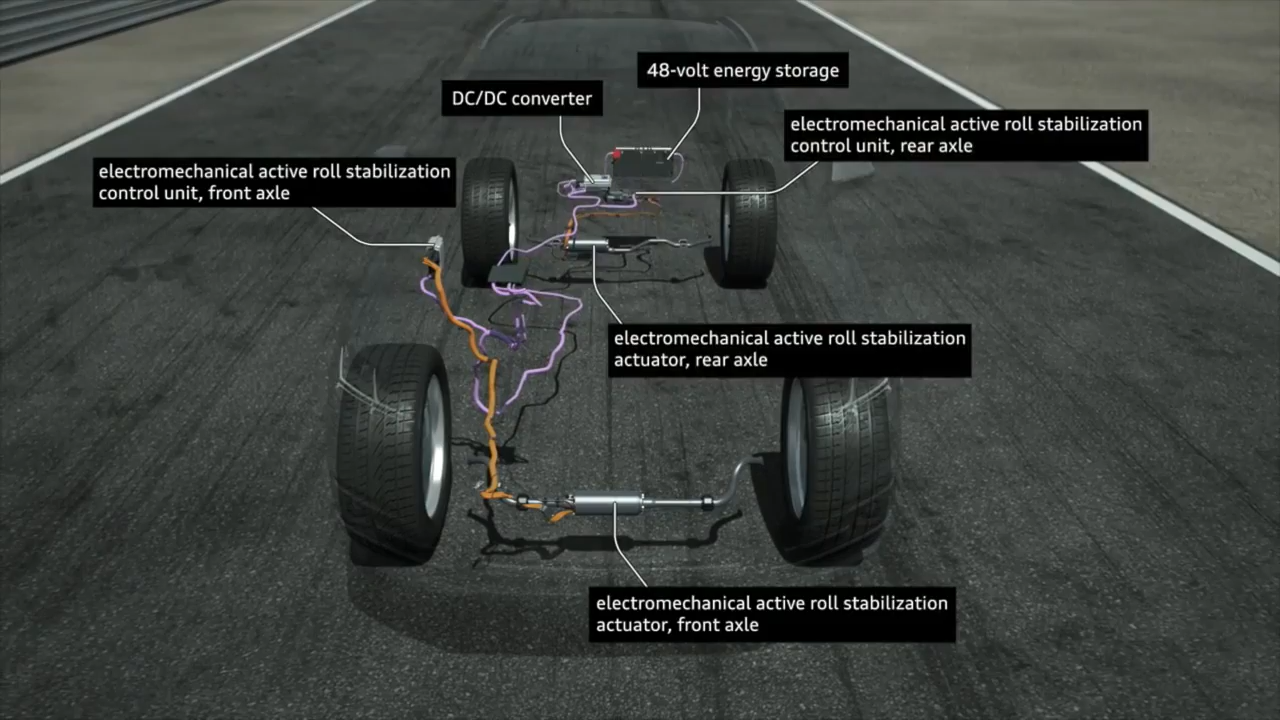 48-volt energy storage
DC/DC converter
electromechanical active roll stabilization
control unit, rear axle
electromechanical active roll stabilization
control unit, front axle
electromechanical active roll stabilization
actuator, rear axle
electromechanical active roll stabilization
actuator, front axle